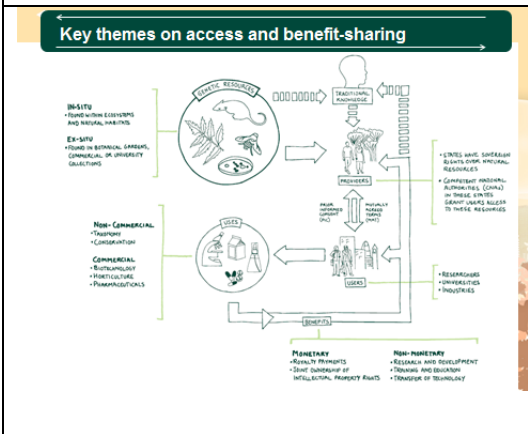 Key themes on access and benefit-sharing
GENETIC RESOURCES
TRADITIONAL
KNOWLEDGE
IN-SITU
• FOUND WITHIN ECOSYSTEMS
AND NATURAL HABITATS
EX-SITU
• FOUND IN BOTANICAL GARDENS,
COMMERCIAL OR UNIVERSITY
COLLECTIONS
PROVIDERS
• STATES HAVE SOVEREIGN
RIGHTS OVER NATURAL
RESOURCES
• COMPETENT NATIONAL
AUTHORITIES (CNAs)
IN THESE STATES
GRANT USERS ACCESS
TO THESE RESOURCES
PRIOR
INFORMED
CONSENT
(PIC)
MUTUALLY
AGREED
TERMS
(MAT)
NON-COMMERCIAL
• TAXONOMY
• CONSERVATION
COMMERCIAL
• BIOTECHNOLOGY
• HORTICULTURE
• PHARMACEUTICALS
USES
USERS
• RESEARCHERS
• UNIVERSITIES
• INDUSTRIES
BENEFITS
MONETARY
• ROYALTY PAYMENTS
• JOINT OWNERSHIP OF
INTELLECTUAL PROPERTY RIGHTS
NON-MONETARY
• RESEARCH AND DEVELOPMENT
• TRAINING AND EDUCATION
• TRANSFER OF TECHNOLOGY